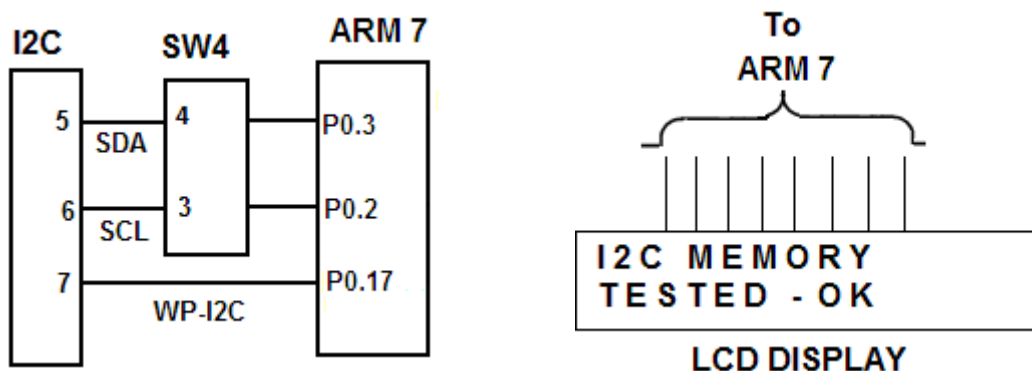 I2C
SW4
ARM 7
5
SDA
4
P0.3
6
SCL
3
P0.2
7
WP-I2C
P0.17
To
ARM 7
I2C MEMORY
TESTED - OK
LCD DISPLAY